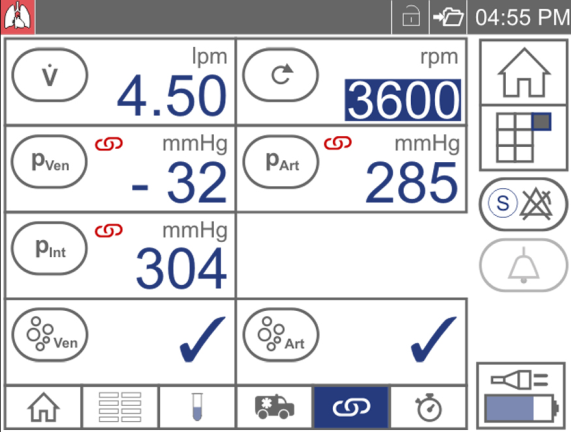 04:55 PM
V̇ lpm 4.50
rpm 3600
pVen mmHg - 32
pArt mmHg 285
pInt mmHg 304
Ven
Art
S